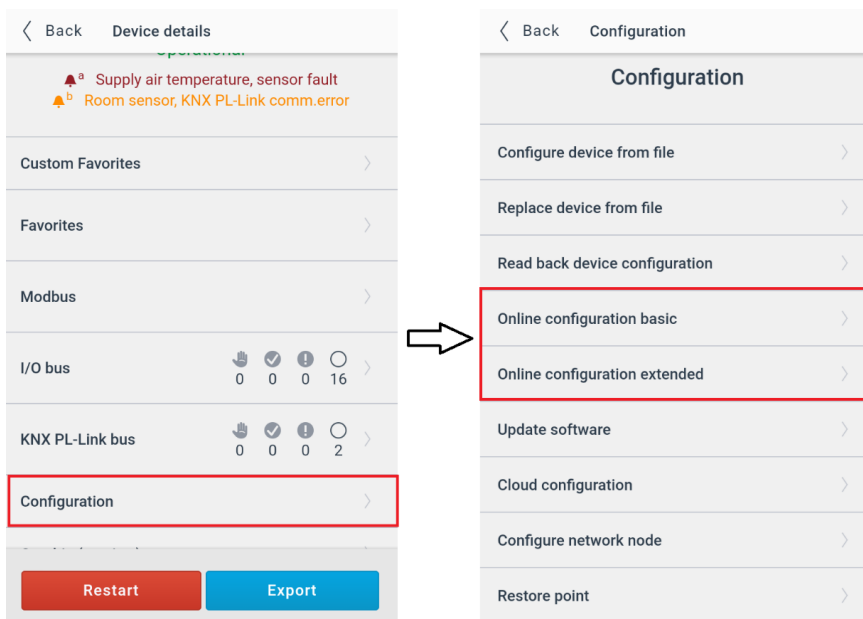 Back Device details
Operational
a Supply air temperature, sensor fault
b Room sensor, KNX PL-Link comm.error
Custom Favorites
Favorites
Modbus
I/O bus
0 0 0 16
KNX PL-Link bus
0 0 0 2
Configuration
Restart Export
Back Configuration
Configuration
Configure device from file
Replace device from file
Read back device configuration
Online configuration basic
Online configuration extended
Update software
Cloud configuration
Configure network node
Restore point